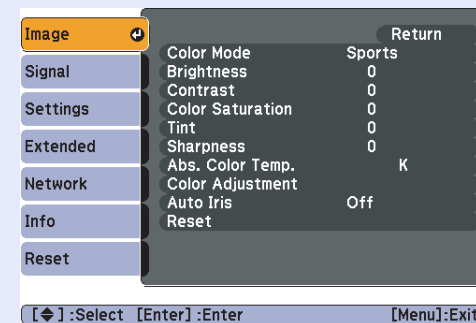 Image
Signal
Settings
Extended
Network
Info
Reset
Return
Color Mode Sports
Brightness 0
Contrast 0
Color Saturation 0
Tint 0
Sharpness 0
Abs. Color Temp. K
Color Adjustment
Auto Iris Off
Reset
[ ] :Select [Enter] :Enter [Menu]:Exit